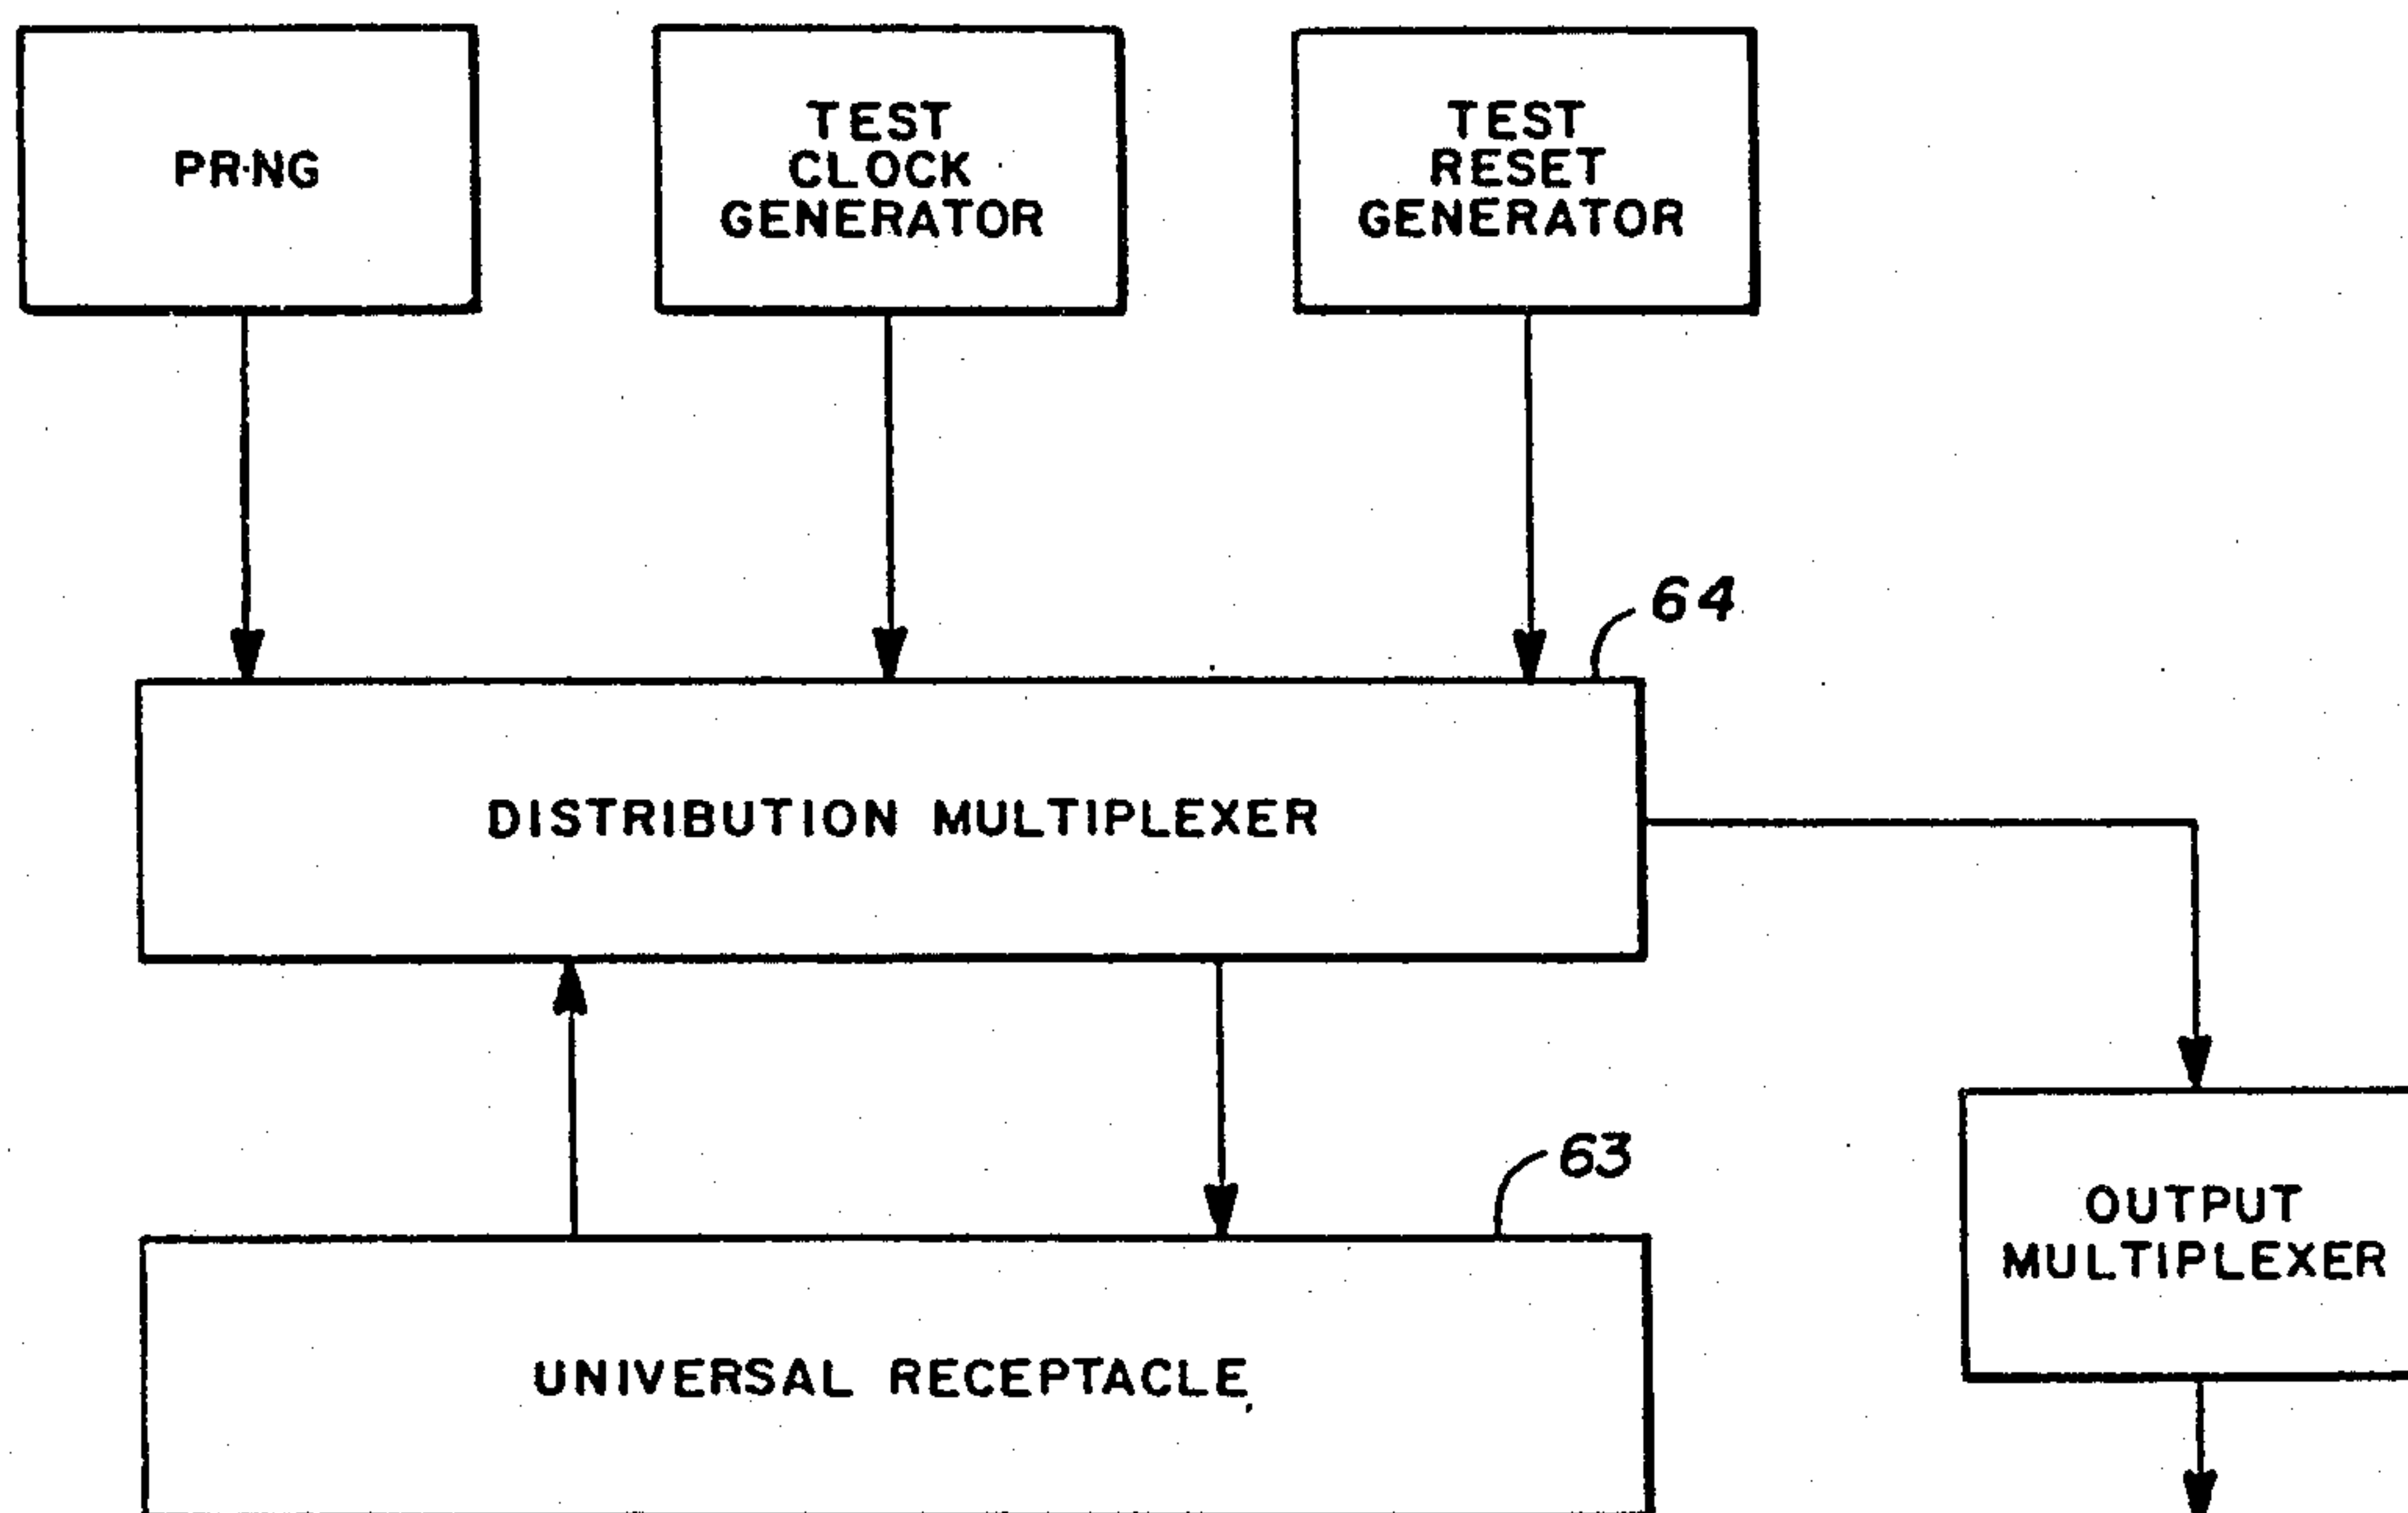 PR-NG
TEST
CLOCK
GENERATOR
TEST
RESET
GENERATOR
64
DISTRIBUTION MULTIPLEXER
63
OUTPUT
MULTIPLEXER
UNIVERSAL RECEPTACLE